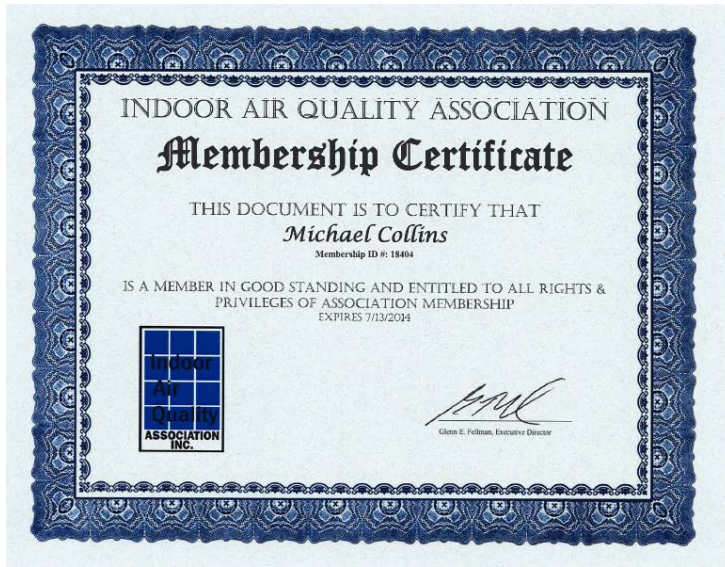 INDOOR AIR QUALITY ASSOCIATION
Membership Certificate
THIS DOCUMENT IS TO CERTIFY THAT
Michael Collins
Membership ID #: 18404
IS A MEMBER IN GOOD STANDING AND ENTITLED TO ALL RIGHTS &
PRIVILEGES OF ASSOCIATION MEMBERSHIP
EXPIRES 7/13/2014
Indoor
Air
Quality
ASSOCIATION
INC.
Glenn E. Fellman, Executive Director